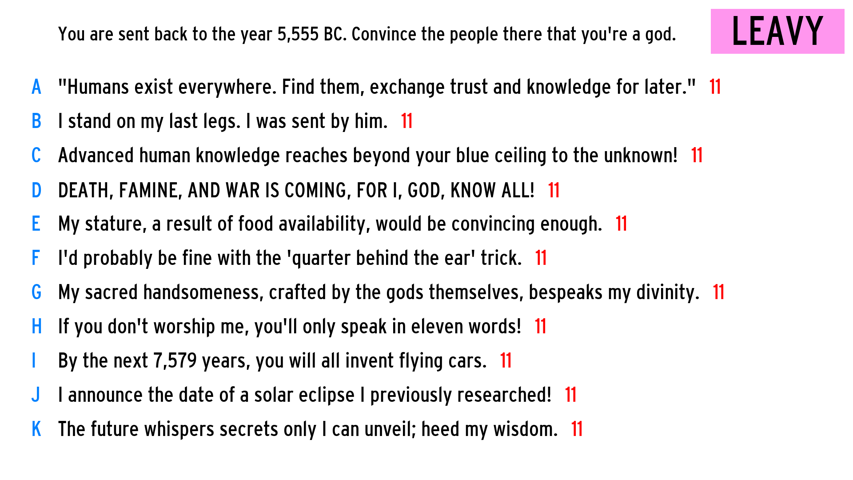 You are sent back to the year 5,555 BC. Convince the people there that you're a god.
LEAVY
A "Humans exist everywhere. Find them, exchange trust and knowledge for later." 11
B I stand on my last legs. I was sent by him. 11
C Advanced human knowledge reaches beyond your blue ceiling to the unknown! 11
D DEATH, FAMINE, AND WAR IS COMING, FOR I, GOD, KNOW ALL! 11
E My stature, a result of food availability, would be convincing enough. 11
F I'd probably be fine with the 'quarter behind the ear' trick. 11
G My sacred handsomeness, crafted by the gods themselves, bespeaks my divinity. 11
H If you don't worship me, you'll only speak in eleven words! 11
I By the next 7,579 years, you will all invent flying cars. 11
J I announce the date of a solar eclipse I previously researched! 11
K The future whispers secrets only I can unveil; heed my wisdom. 11